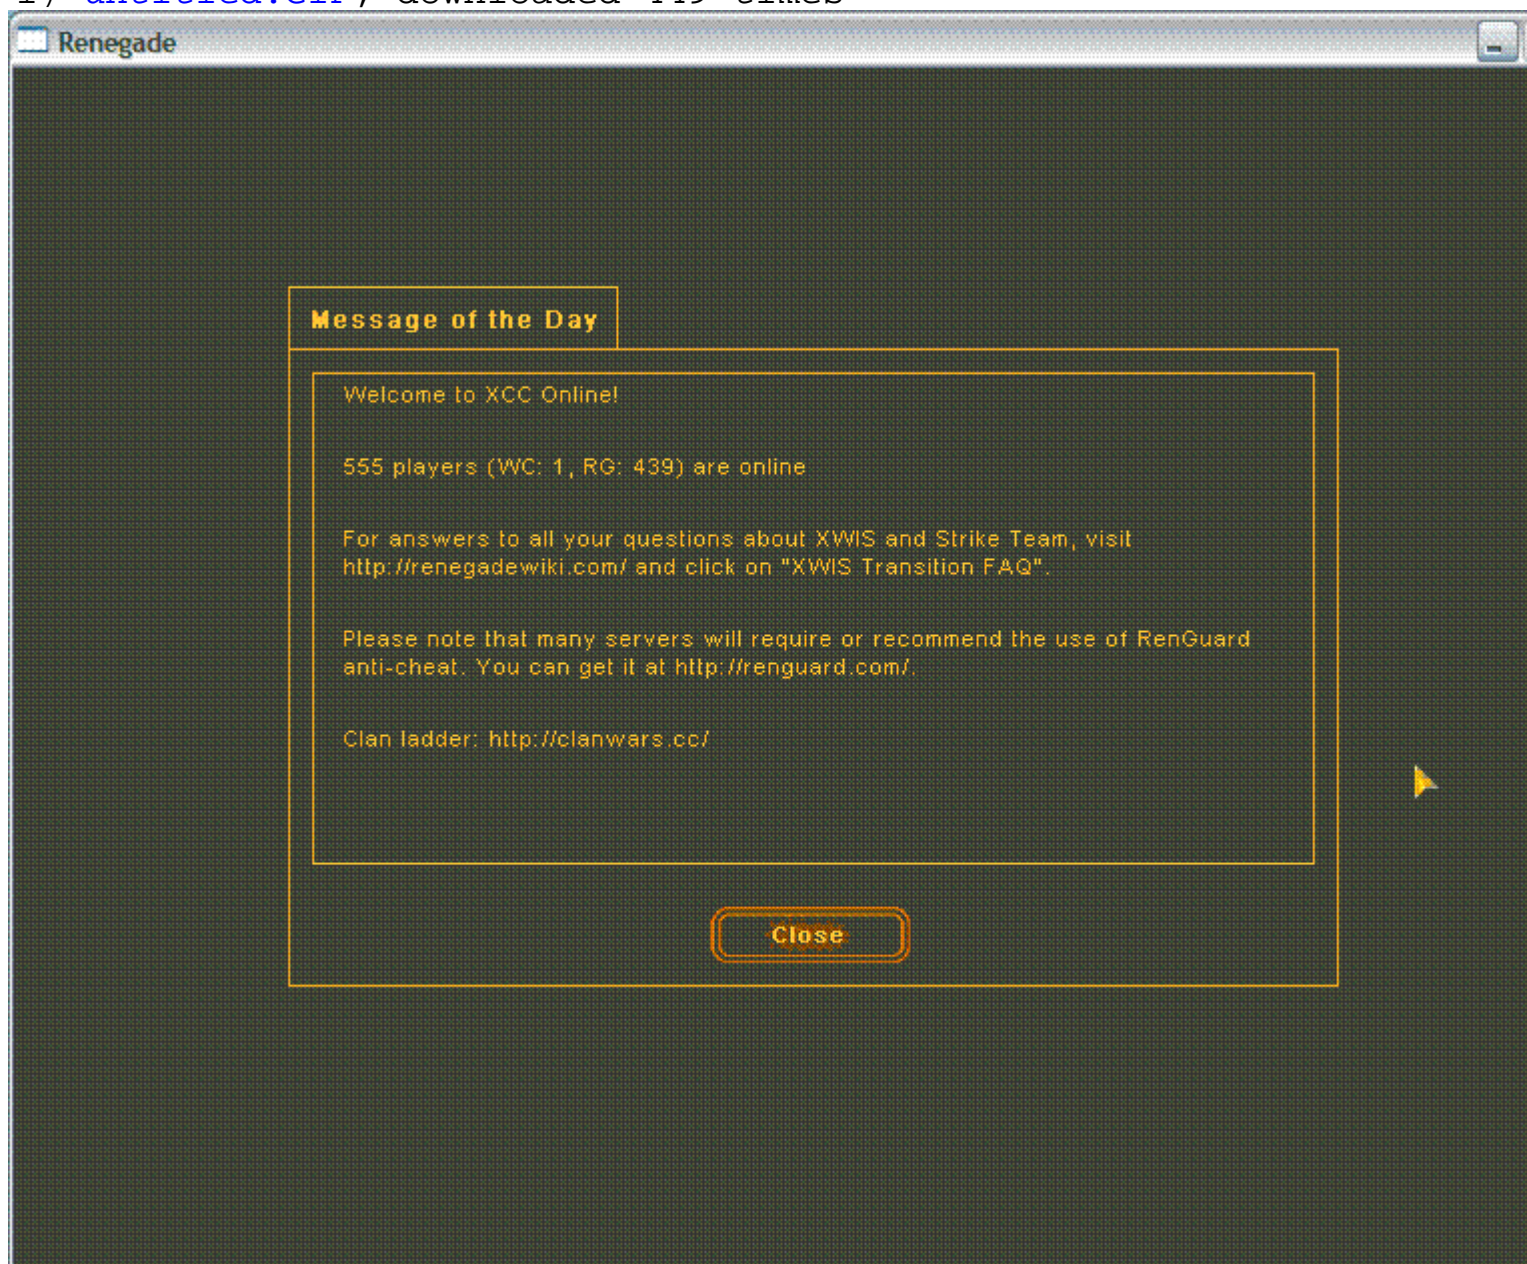 Renegade
Message of the Day
Welcome to XCC Online!
555 players (WC: 1, RG: 439) are online
For answers to all your questions about XWIS and Strike Team, visit
http://renegadewiki.com/ and click on "XWIS Transition FAQ".
Please note that many servers will require or recommend the use of RenGuard
anti-cheat. You can get it at http://renguard.com/.
Clan ladder: http://clanwars.cc/
Close